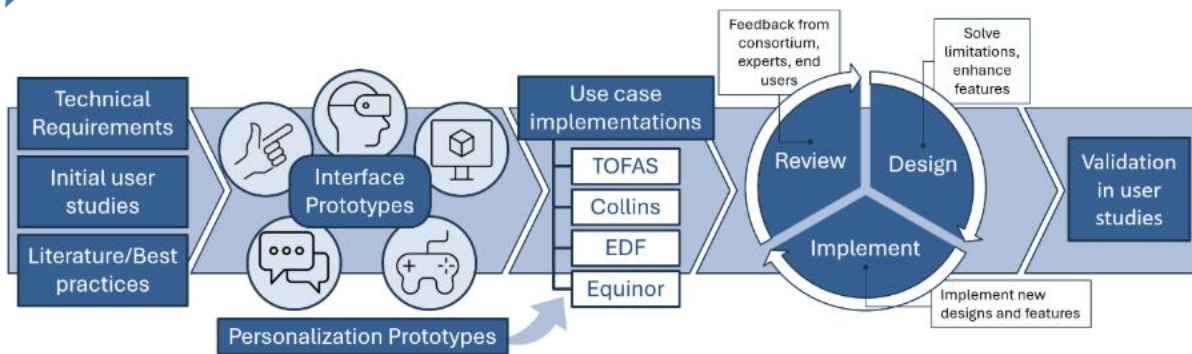 Technical
Requirements
Initial user
studies
Literature/Best
practices
Interface
Prototypes
Personalization Prototypes
Use case
implementations
TOFAS
Collins
EDF
Equinor
Feedback from
consortium,
experts, end
users
Solve
limitations,
enhance
features
Review
Design
Implement
Implement new
designs and features
Validation
in user
studies